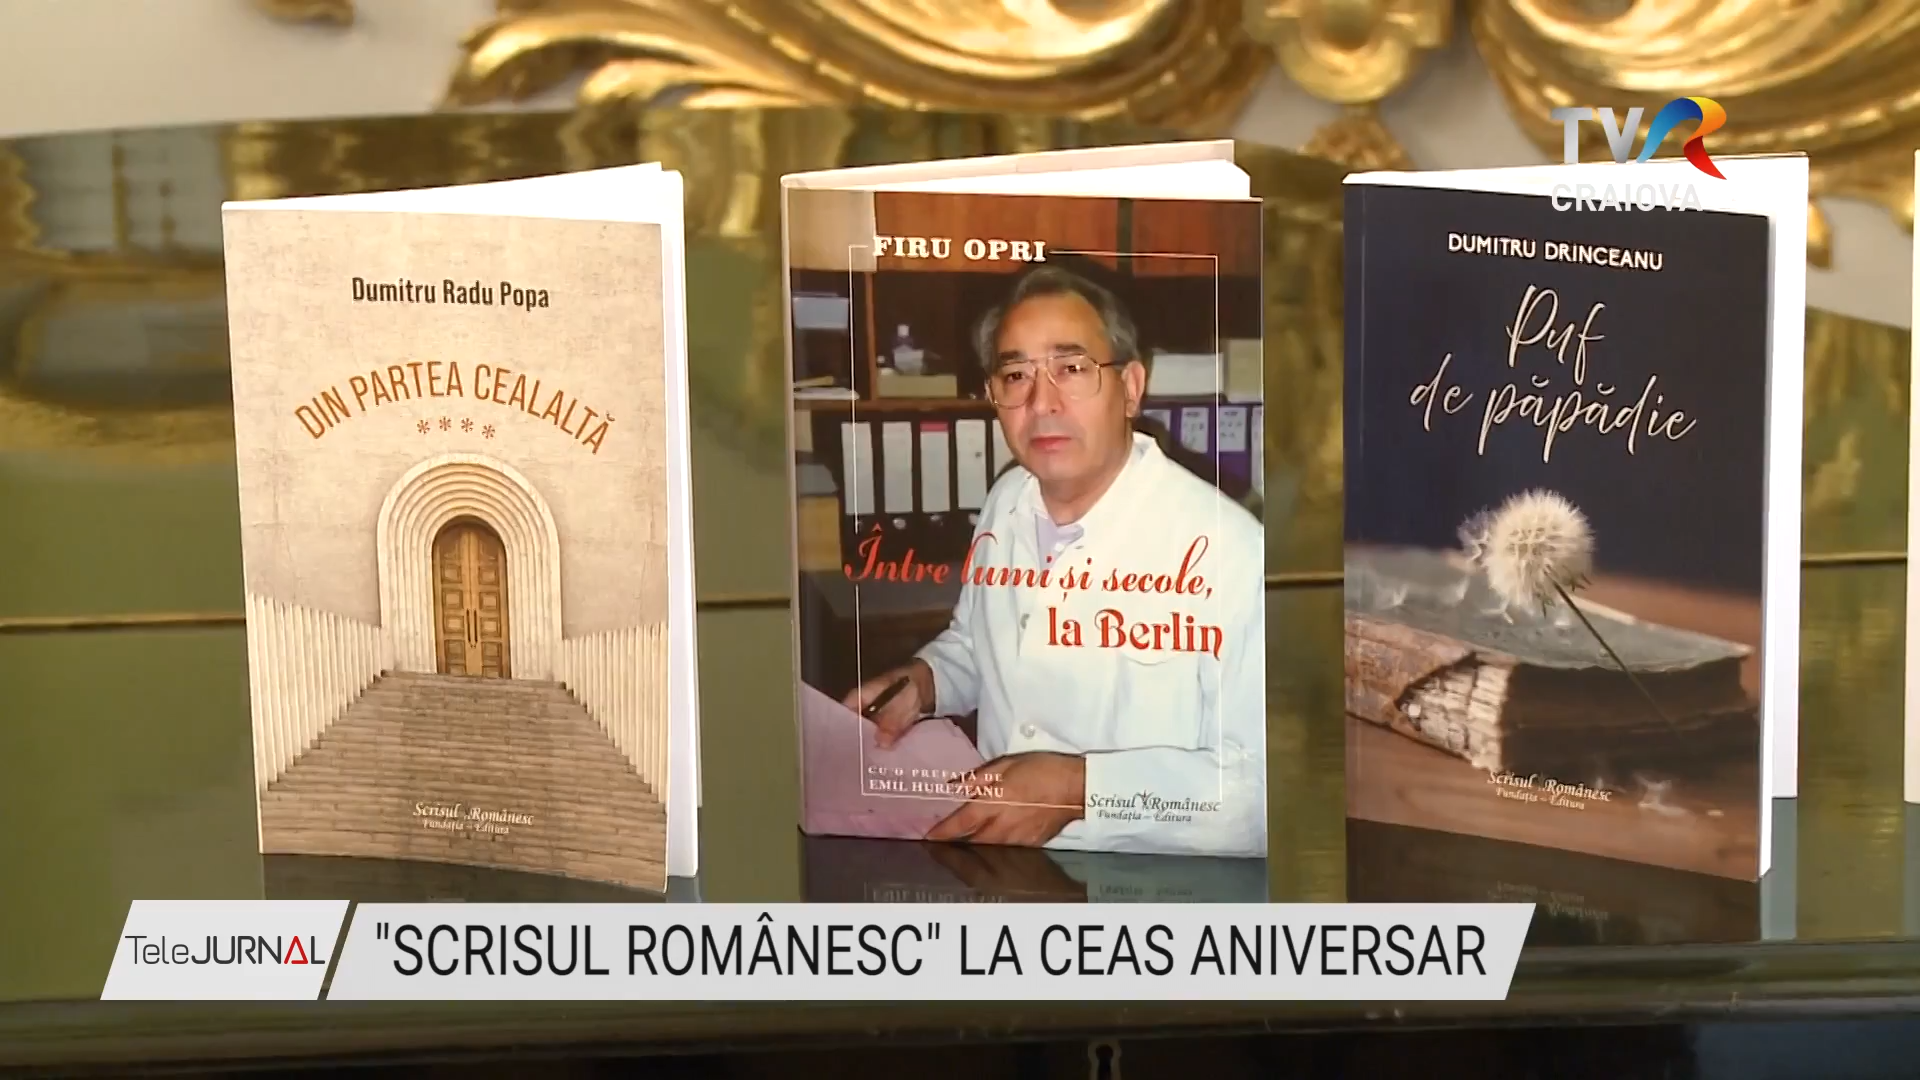 TVR
CRAIOVA
Dumitru Radu Popa
DIN PARTEA CEALALTĂ
****
Scrisul Românesc
Fundația – Editura
FIRU OPRI
Între lumi și secole,
la Berlin
CU O PREFAȚĂ DE
EMIL HUREZEANU
Scrisul Românesc
Fundația – Editura
DUMITRU DRINCEANU
Puf
de păpădie
Scrisul Românesc
Fundația – Editura
TeleJURNAL
"SCRISUL ROMÂNESC" LA CEAS ANIVERSAR